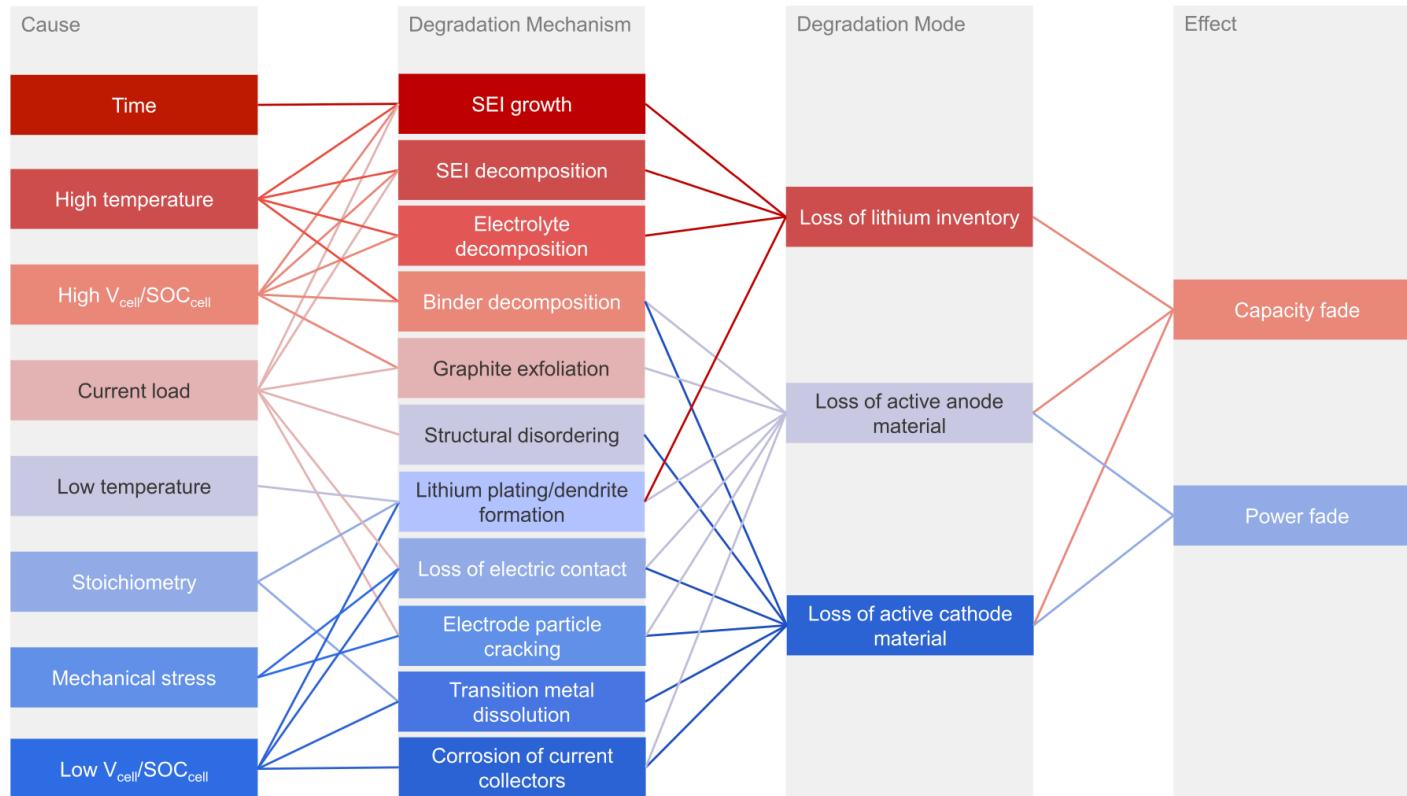 Cause
Time
High temperature
High Vcell/SOCcell
Current load
Low temperature
Stoichiometry
Mechanical stress
Low Vcell/SOCcell
Degradation Mechanism
SEI growth
SEI decomposition
Electrolyte
decomposition
Binder decomposition
Graphite exfoliation
Structural disordering
Lithium plating/dendrite
formation
Loss of electric contact
Electrode particle
cracking
Transition metal
dissolution
Corrosion of current
collectors
Degradation Mode
Loss of lithium inventory
Loss of active anode
material
Loss of active cathode
material
Effect
Capacity fade
Power fade